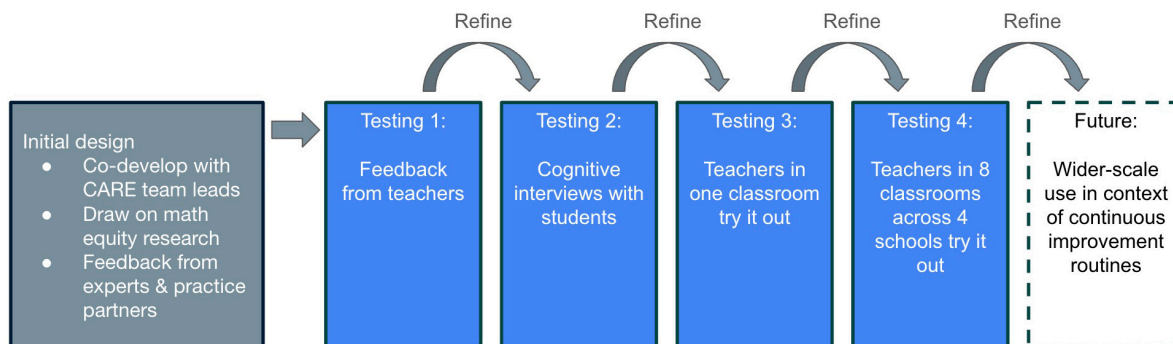 Refine
Refine
Refine
Refine
Initial design
● Co-develop with
CARE team leads
● Draw on math
equity research
● Feedback from
experts & practice
partners
Testing 1:
Feedback
from teachers
Testing 2:
Cognitive
interviews with
students
Testing 3:
Teachers in
one classroom
try it out
Testing 4:
Teachers in 8
classrooms
across 4
schools try it
out
Future:
Wider-scale
use in context
of continuous
improvement
routines